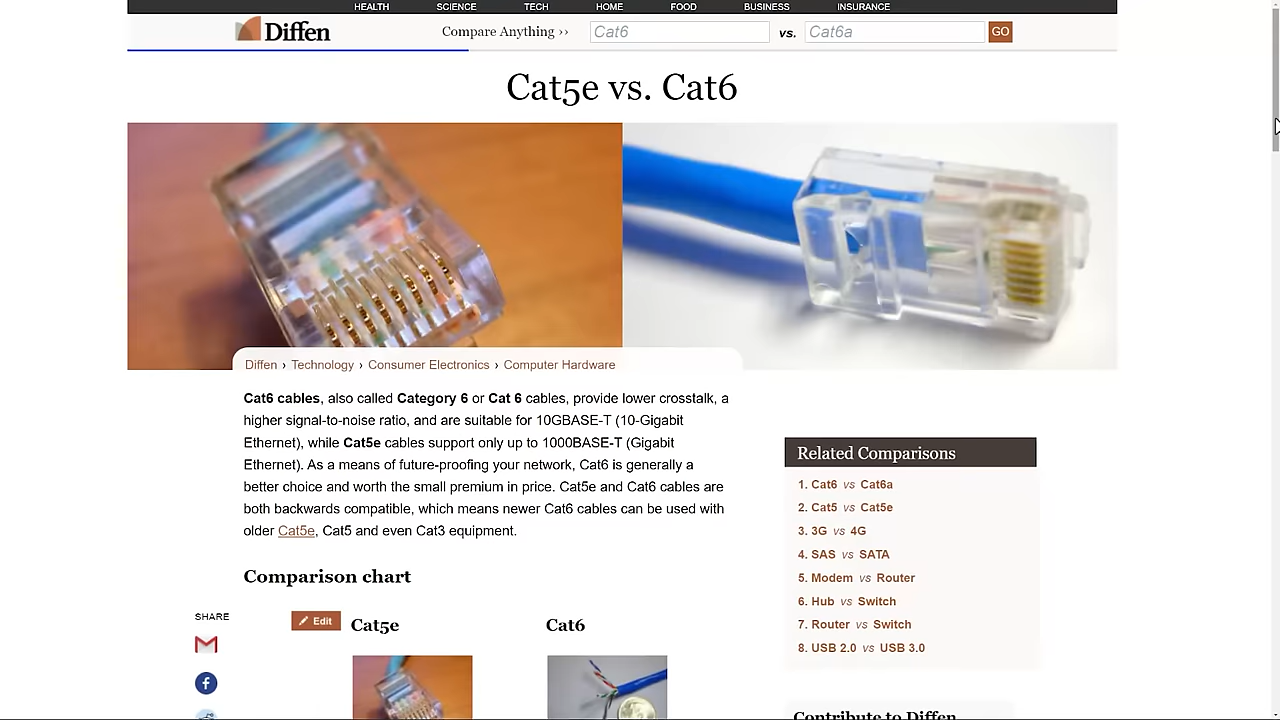 HEALTH SCIENCE TECH HOME FOOD BUSINESS INSURANCE
Diffen Compare Anything ›› Cat6 vs. Cat6a GO
Cat5e vs. Cat6
Diffen › Technology › Consumer Electronics › Computer Hardware
Cat6 cables, also called Category 6 or Cat 6 cables, provide lower crosstalk, a
higher signal-to-noise ratio, and are suitable for 10GBASE-T (10-Gigabit
Ethernet), while Cat5e cables support only up to 1000BASE-T (Gigabit
Ethernet). As a means of future-proofing your network, Cat6 is generally a
better choice and worth the small premium in price. Cat5e and Cat6 cables are
both backwards compatible, which means newer Cat6 cables can be used with
older Cat5e, Cat5 and even Cat3 equipment.
Comparison chart
SHARE
Edit Cat5e Cat6
Related Comparisons
1. Cat6 vs Cat6a
2. Cat5 vs Cat5e
3. 3G vs 4G
4. SAS vs SATA
5. Modem vs Router
6. Hub vs Switch
7. Router vs Switch
8. USB 2.0 vs USB 3.0
Contribute to Diffen